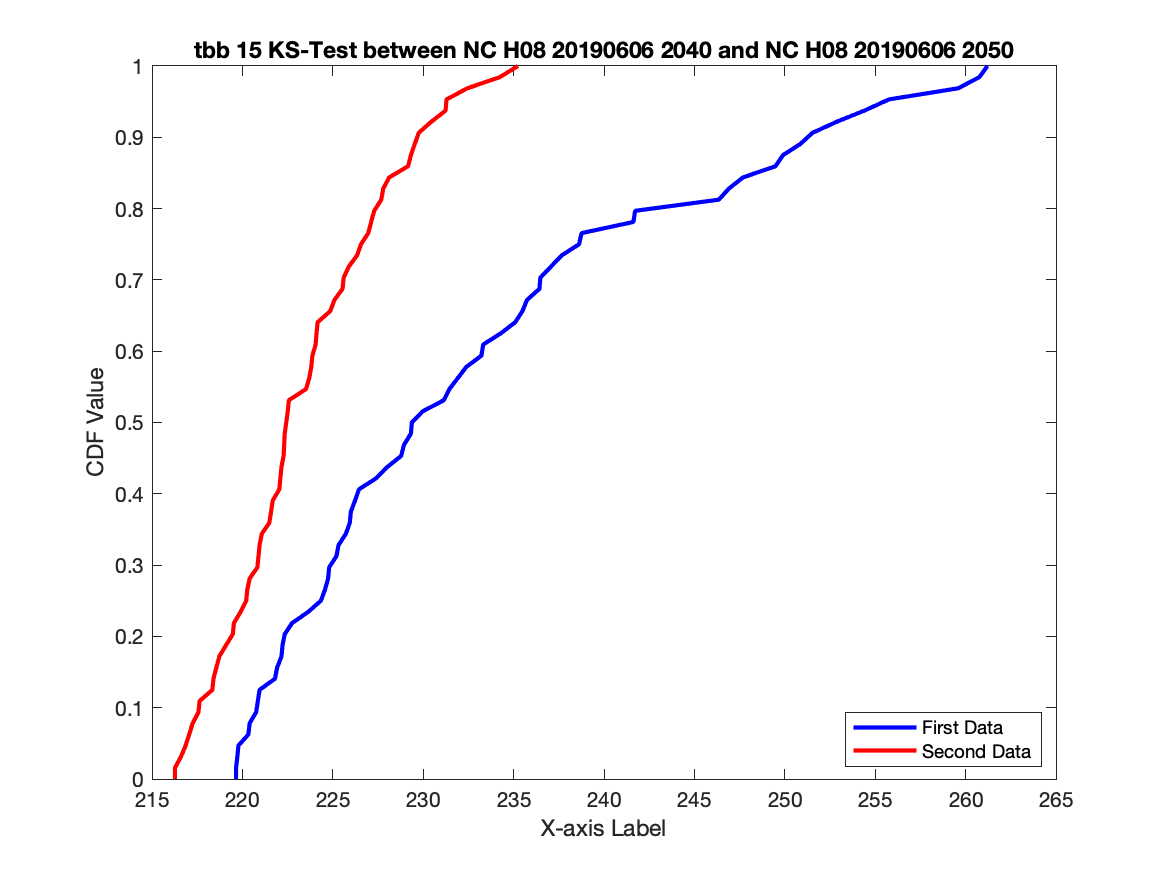 tbb 15 KS-Test between NC H08 20190606 2040 and NC H08 20190606 2050
1
0.9
0.8
0.7
0.6
0.5
0.4
0.3
0.2
0.1
0
CDF Value
First Data
Second Data
215 220 225 230 235 240 245 250 255 260 265
X-axis Label